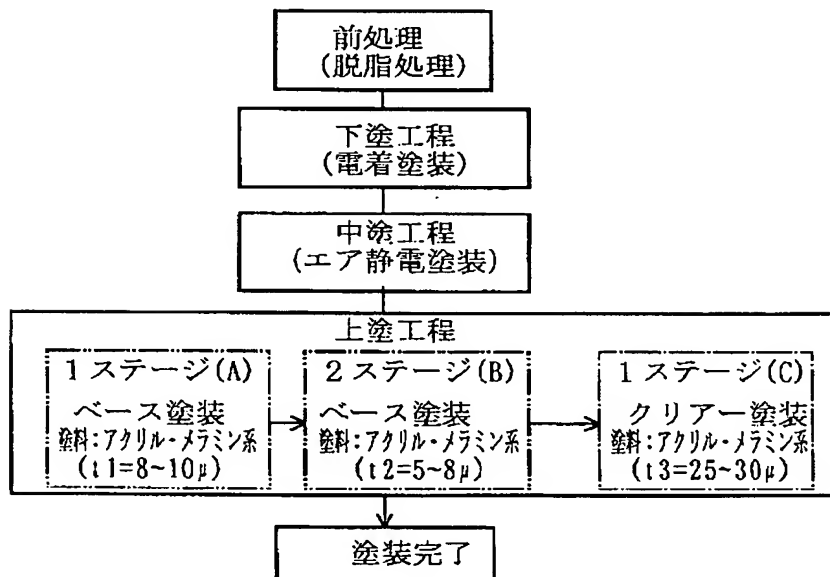 前処理
(脱脂処理)
下塗工程
(電着塗装)
中塗工程
(エア静電塗装)
上塗工程
1ステージ(A)
ベース塗装
塗料:アクリル・メラミン系
(t1=8~10μ)
2ステージ(B)
ベース塗装
塗料:アクリル・メラミン系
(t2=5~8μ)
1ステージ(C)
クリアー塗装
塗料:アクリル・メラミン系
(t3=25~30μ)
塗装完了